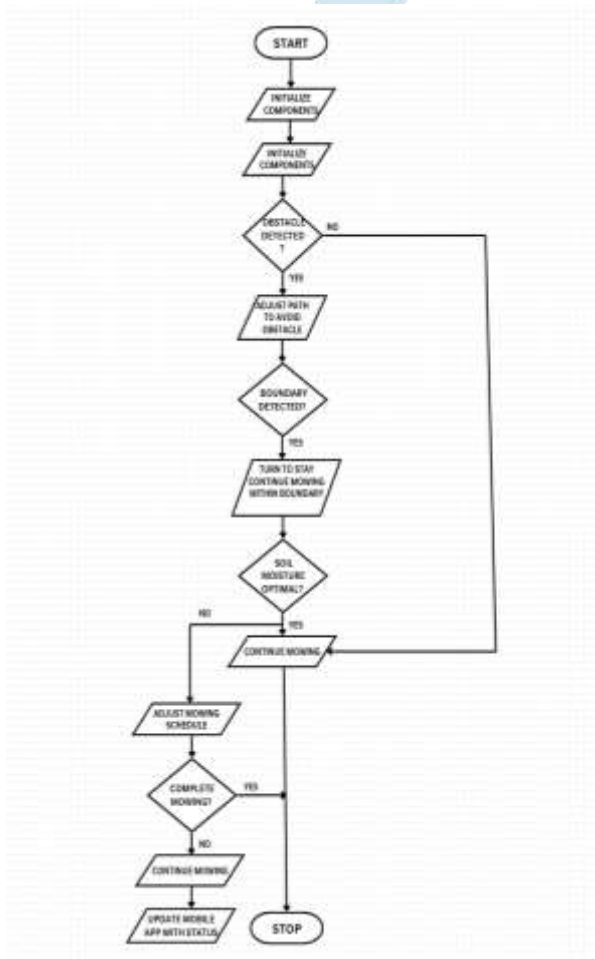 START
INITIALIZE
COMPONENTS
INITIALIZE
COMPONENTS
OBSTACLE
DETECTED
?
NO
YES
ADJUST PATH
TO AVOID
OBSTACLE
BOUNDARY
DETECTED?
YES
TURN TO STAY
CONTINUE MOWING
WITHIN BOUNDARY
SOIL
MOISTURE
OPTIMAL?
NO
YES
CONTINUE MOWING
ADJUST MOWING
SCHEDULE
COMPLETE
MOWING?
YES
NO
CONTINUE MOWING
UPDATE MOBILE
APP WITH STATUS
STOP